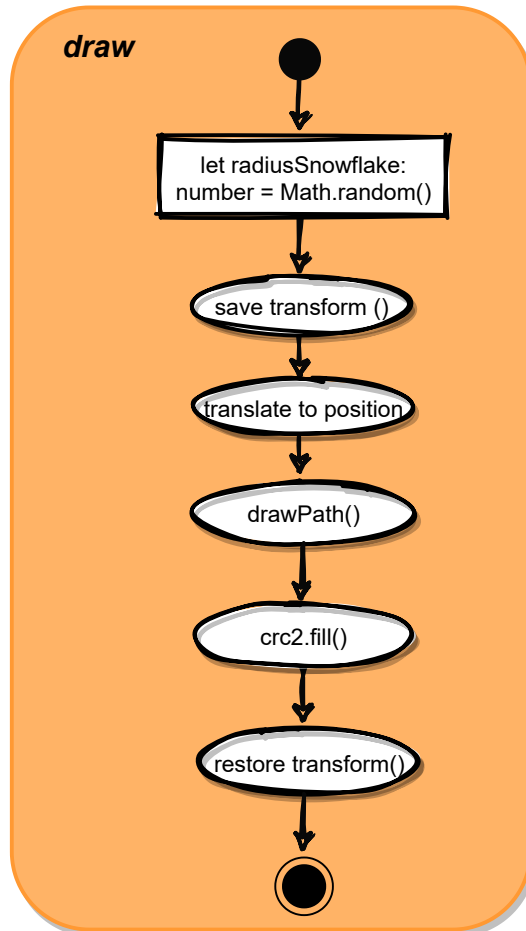 draw
let radiusSnowflake:
number = Math.random()
save transform ()
translate to position
drawPath()
crc2.fill()
restore transform()